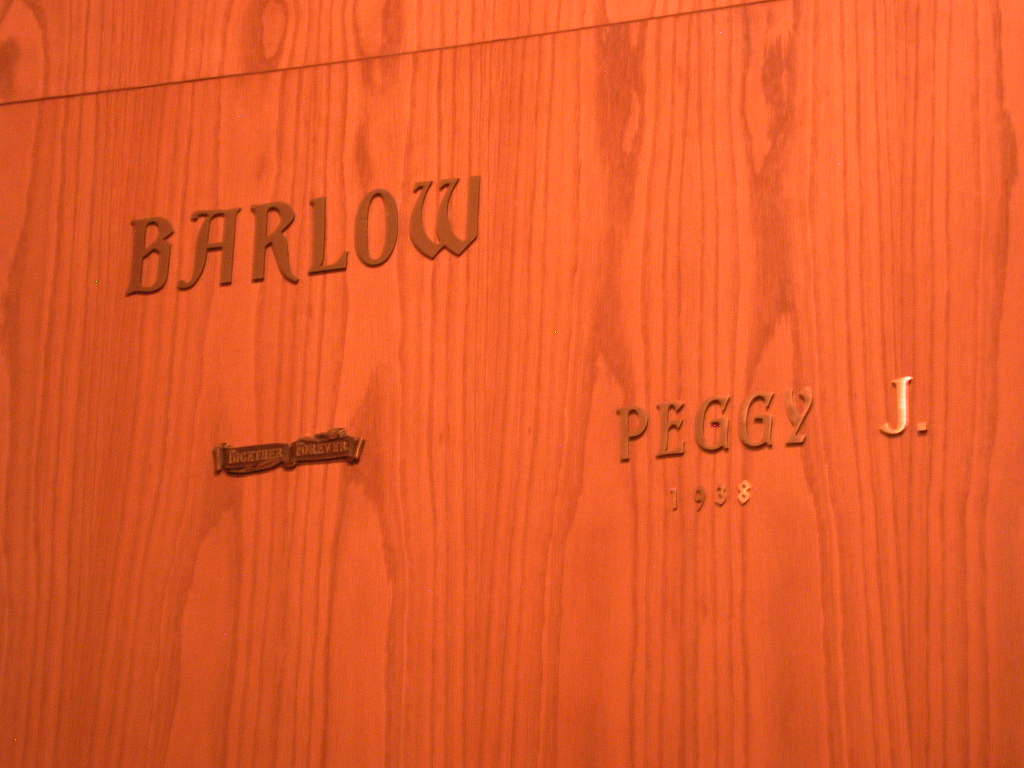 BARLOW
TOGETHER FOREVER
PEGGY J.
1938